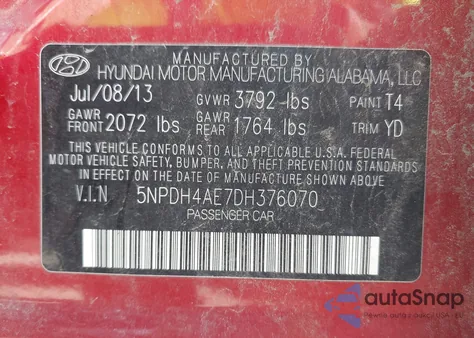 MANUFACTURED BY
HYUNDAI MOTOR MANUFACTURING ALABAMA, LLC
Jul/08/13 GVWR 3792 lbs PAINT T4
GAWR FRONT 2072 lbs GAWR REAR 1764 lbs TRIM YD
THIS VEHICLE CONFORMS TO ALL APPLICABLE U.S.A. FEDERAL
MOTOR VEHICLE SAFETY, BUMPER, AND THEFT PREVENTION STANDARDS
IN EFFECT ON THE DATE OF MANUFACTURE SHOWN ABOVE.
V.I.N 5NPDH4AE7DH376070
PASSENGER CAR
autoSnap